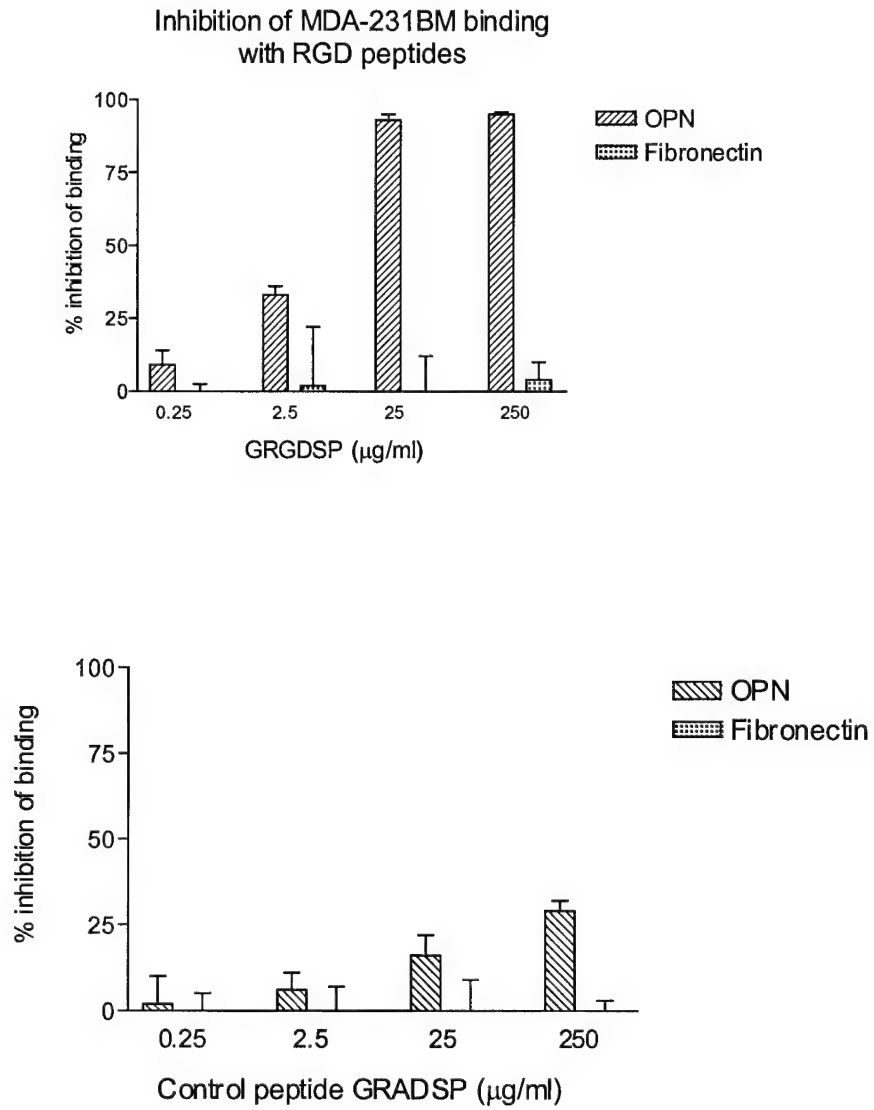 Inhibition of MDA-231BM binding
with RGD peptides
% inhibition of binding
100
75
50
25
0
0.25 2.5 25 250
GRGDSP (μg/ml)
OPN
Fibronectin
% inhibition of binding
100
75
50
25
0
0.25 2.5 25 250
Control peptide GRADSP (μg/ml)
OPN
Fibronectin